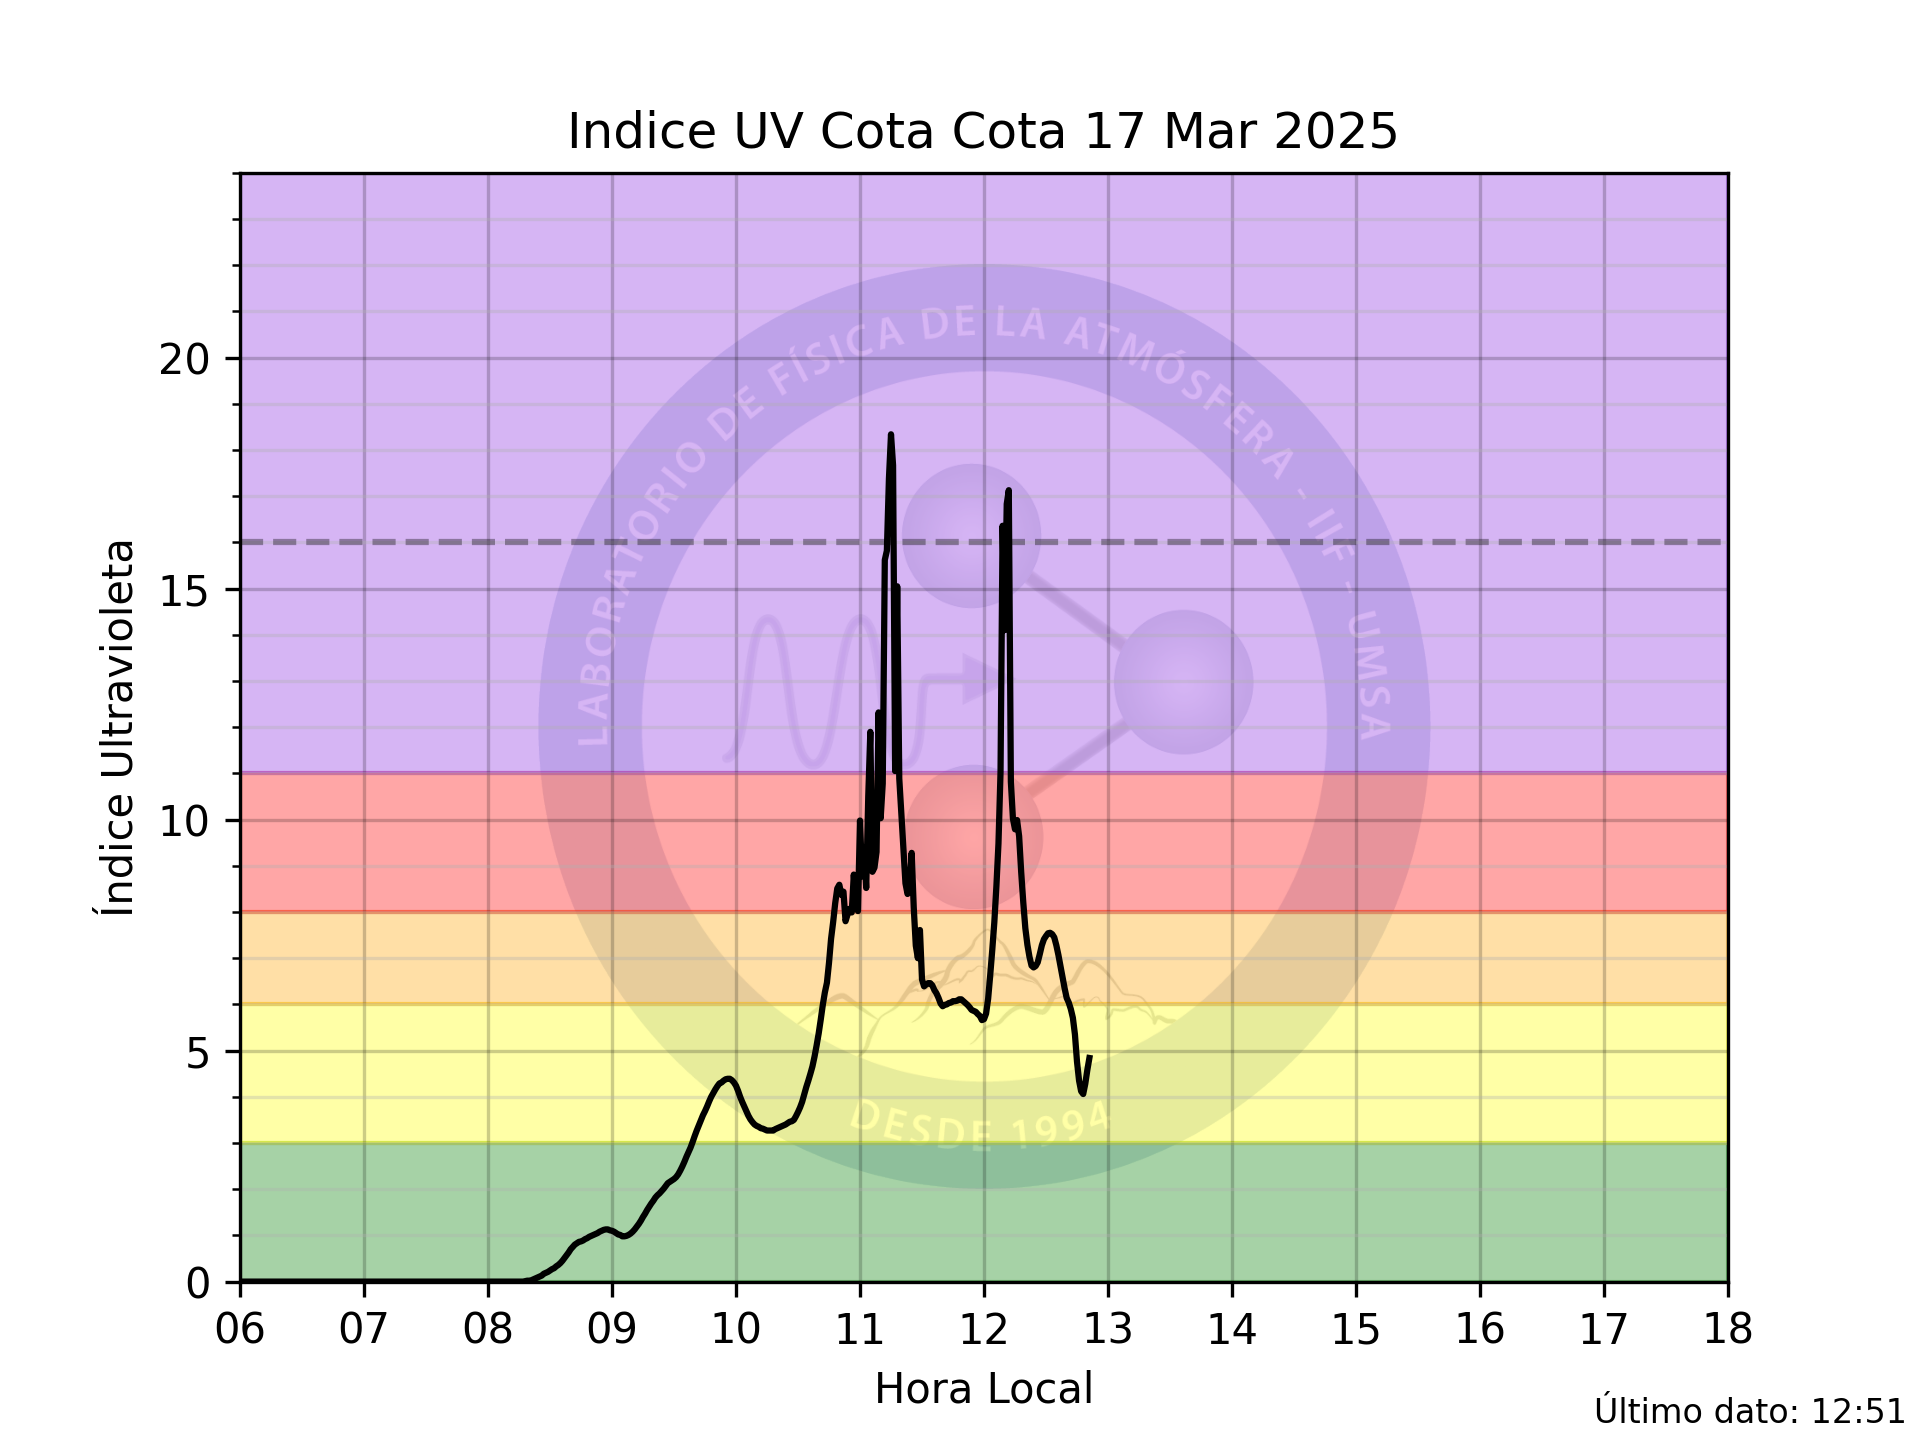 Indice UV Cota Cota 17 Mar 2025
LABORATORIO DE FÍSICA DE LA ATMÓSFERA - IIF - UMSA
DESDE 1994
Índice Ultravioleta
20
15
10
5
0
06 07 08 09 10 11 12 13 14 15 16 17 18
Hora Local
Último dato: 12:51